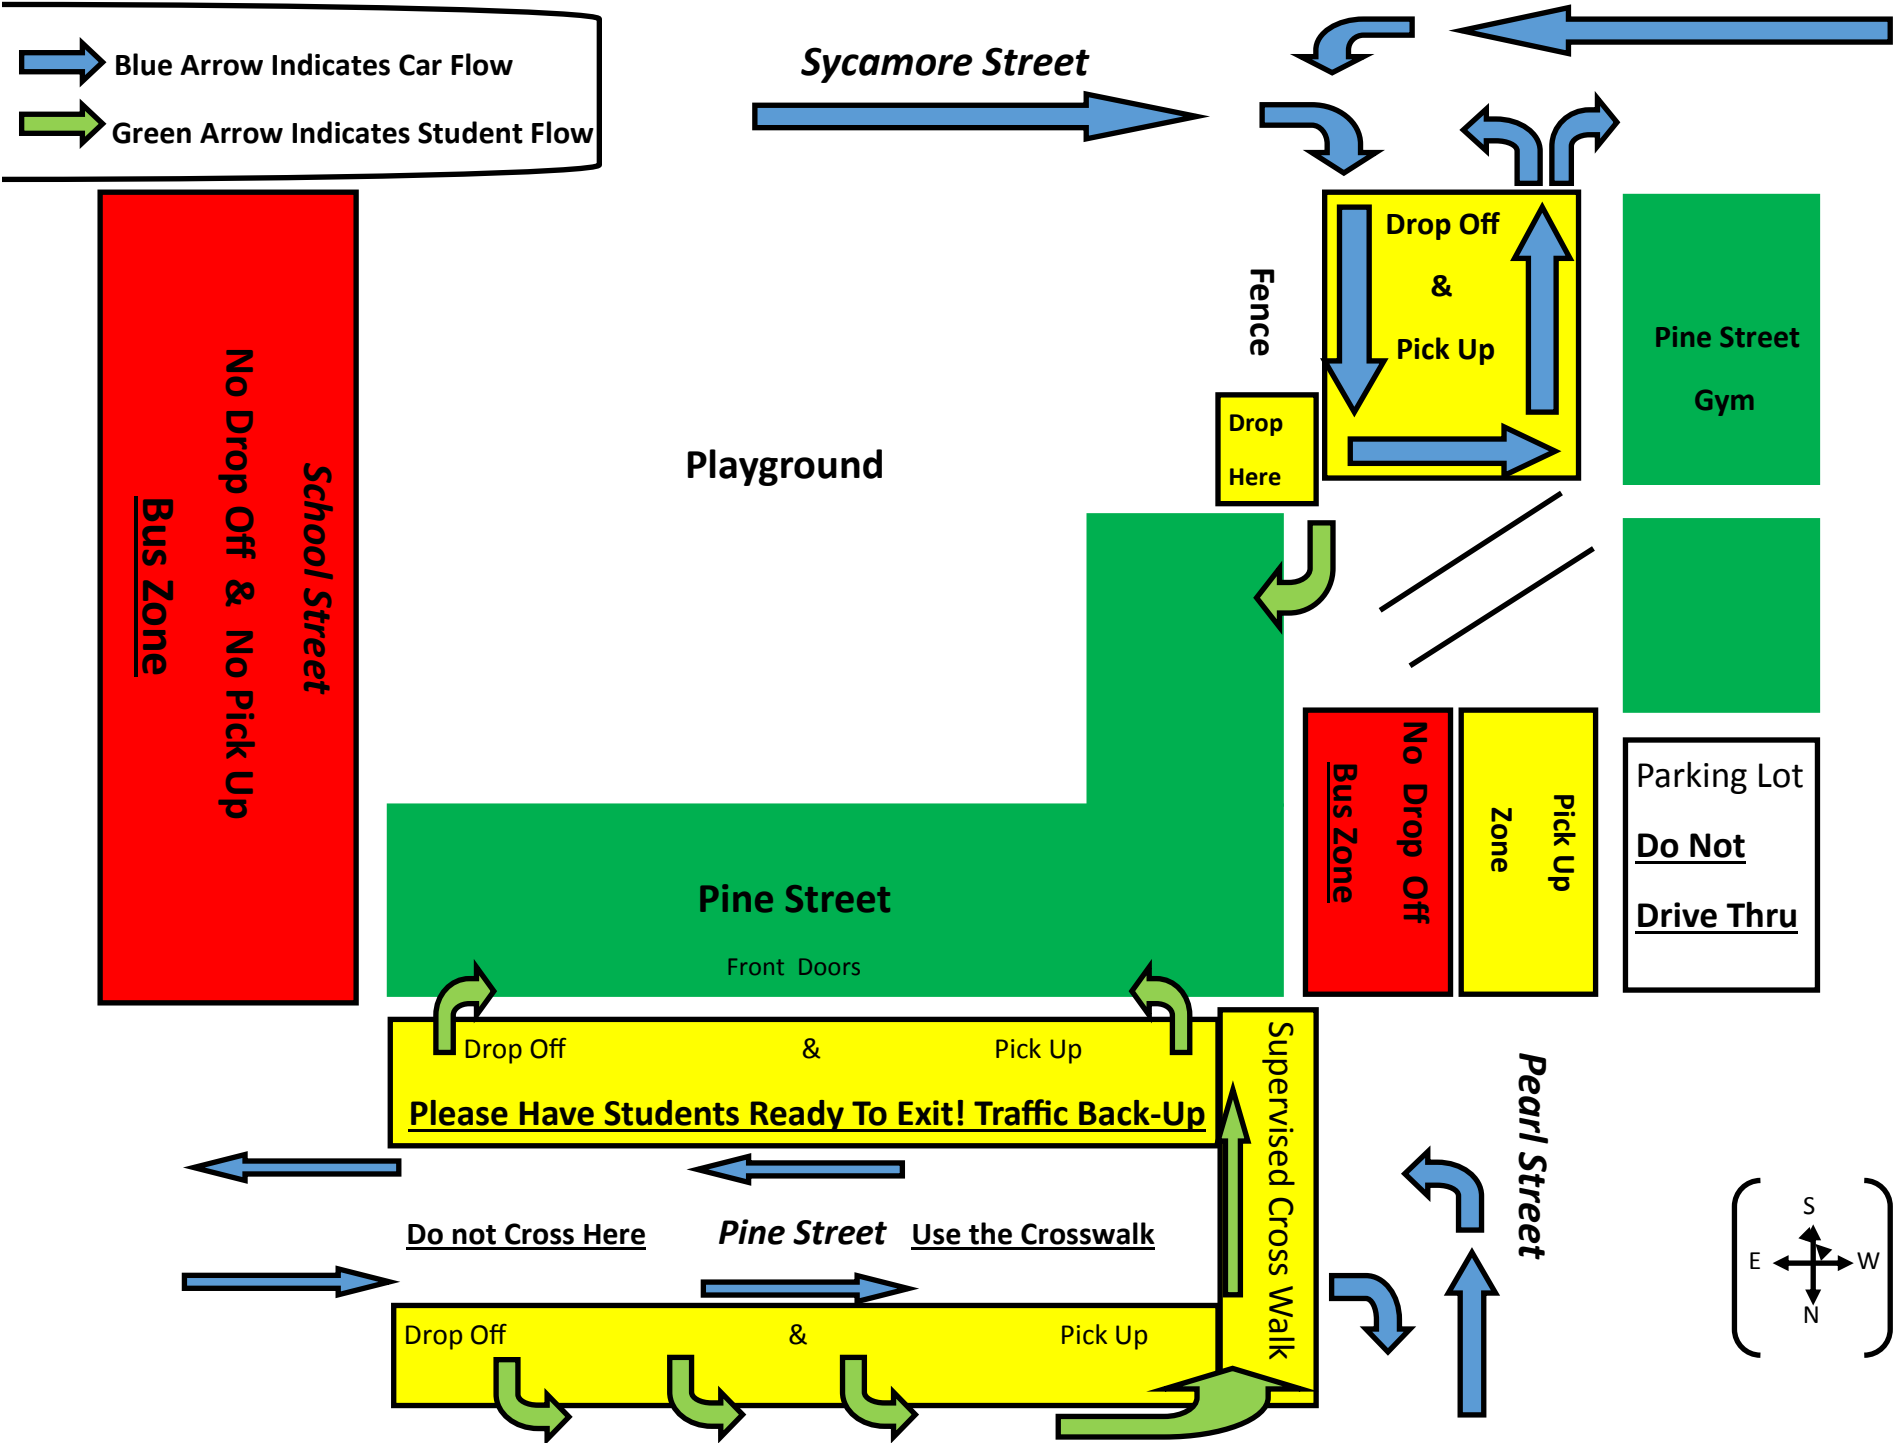 Blue Arrow Indicates Car Flow
Green Arrow Indicates Student Flow
Sycamore Street
Drop Off
&
Pick Up
Fence
Pine Street
Gym
Drop
Here
Playground
School Street
No Drop Off & No Pick Up
Bus Zone
No Drop Off
Bus Zone
Pick Up
Zone
Parking Lot
Do Not
Drive Thru
Pine Street
Front Doors
Drop Off & Pick Up
Please Have Students Ready To Exit! Traffic Back-Up
Supervised Cross Walk
Pearl Street
Do not Cross Here Pine Street Use the Crosswalk
Drop Off & Pick Up
S
E W
N